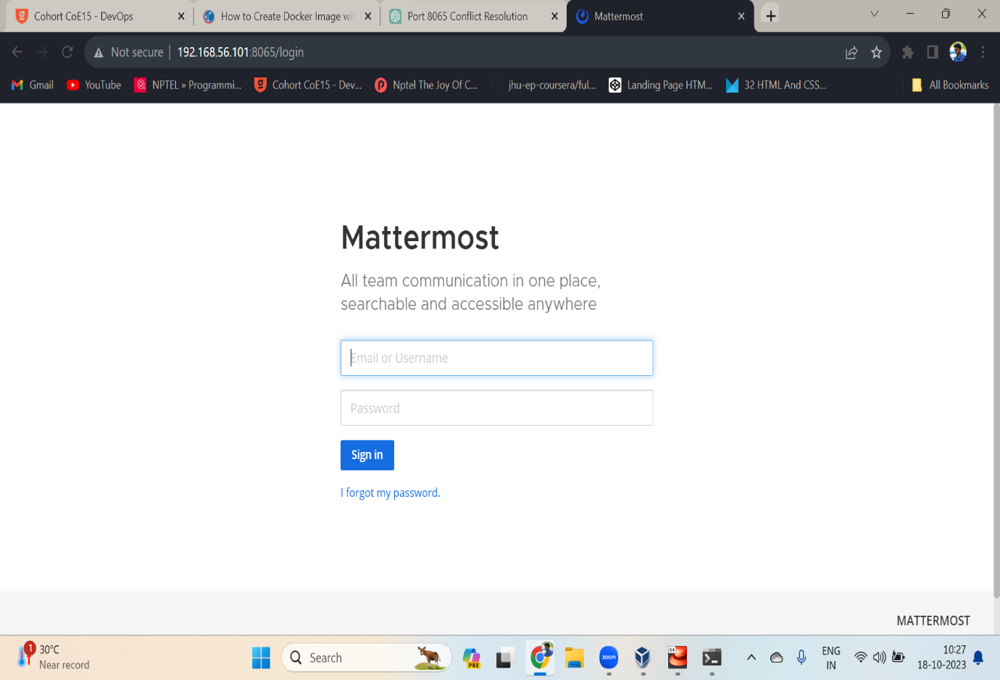 Cohort CoE15 - DevOps
How to Create Docker Image wit
Port 8065 Conflict Resolution
Mattermost
Not secure 192.168.56.101:8065/login
Gmail
YouTube
NPTEL » Programmi...
Cohort CoE15 - Dev...
Nptel The Joy Of C...
jhu-ep-coursera/ful...
Landing Page HTM...
32 HTML And CSS...
All Bookmarks
Mattermost
All team communication in one place,
searchable and accessible anywhere
Email or Username
Password
Sign in
I forgot my password.
MATTERMOST
1
30°C
Near record
Search
PRE
zoom
64
ENG
IN
10:27
18-10-2023